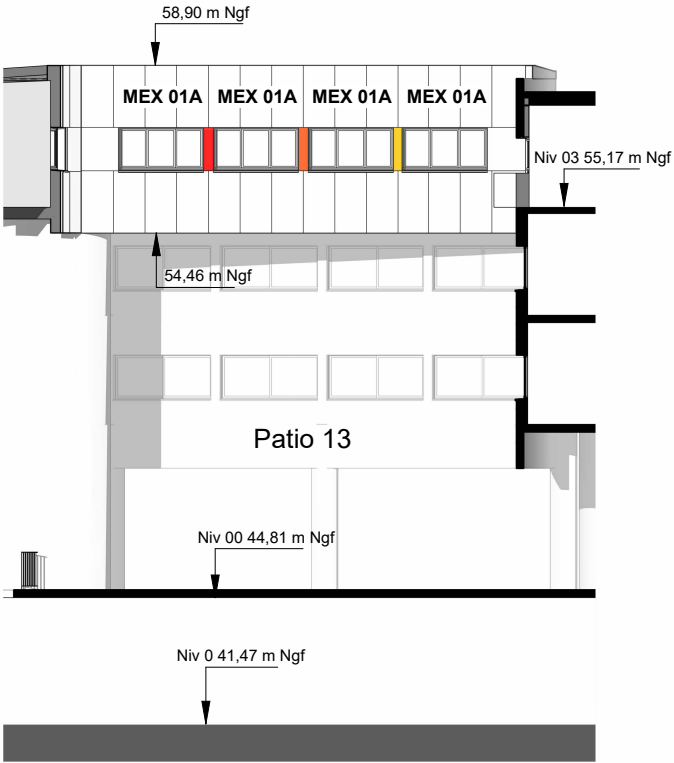 58,90 m Ngf
MEX 01A MEX 01A MEX 01A MEX 01A
Niv 03 55,17 m Ngf
54,46 m Ngf
Patio 13
Niv 00 44,81 m Ngf
Niv 0 41,47 m Ngf